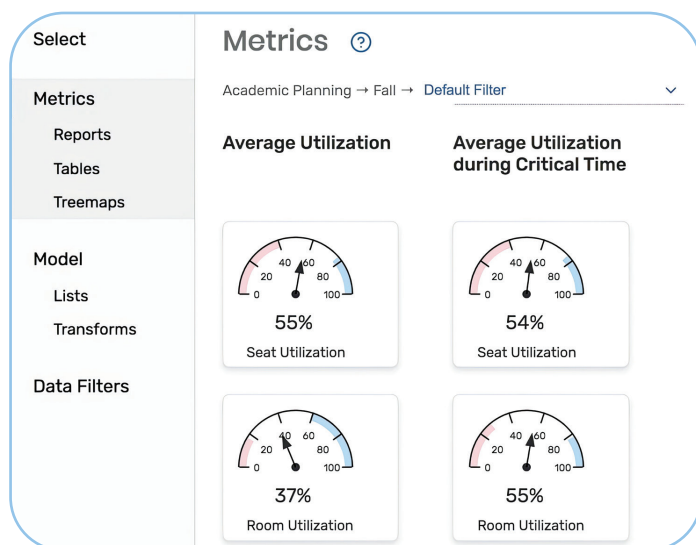 Select
Metrics
Reports
Tables
Treemaps
Model
Lists
Transforms
Data Filters
Metrics ?
Academic Planning → Fall → Default Filter
Average Utilization
Average Utilization
during Critical Time
0 20 40 60 80 100
55%
Seat Utilization
0 20 40 60 80 100
54%
Seat Utilization
0 20 40 60 80 100
37%
Room Utilization
0 20 40 60 80 100
55%
Room Utilization